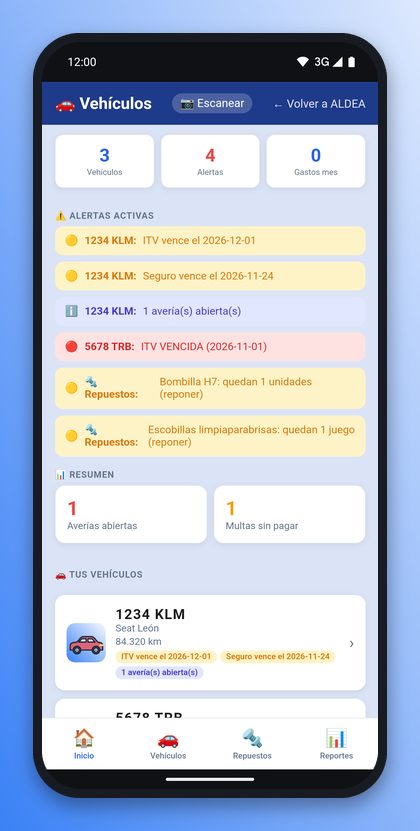 12:00
3G
🚗 Vehículos
📷 Escanear
← Volver a ALDEA
3
Vehículos
4
Alertas
0
Gastos mes
⚠️ ALERTAS ACTIVAS
1234 KLM: ITV vence el 2026-12-01
1234 KLM: Seguro vence el 2026-11-24
1234 KLM: 1 avería(s) abierta(s)
5678 TRB: ITV VENCIDA (2026-11-01)
🔩 Repuestos: Bombilla H7: quedan 1 unidades
(reponer)
🔩 Repuestos: Escobillas limpiaparabrisas: quedan 1 juego
(reponer)
📊 RESUMEN
1
Averías abiertas
1
Multas sin pagar
🚗 TUS VEHÍCULOS
1234 KLM
Seat León
84.320 km
ITV vence el 2026-12-01
Seguro vence el 2026-11-24
1 avería(s) abierta(s)
›
5678 TRB
Inicio
Vehículos
Repuestos
Reportes